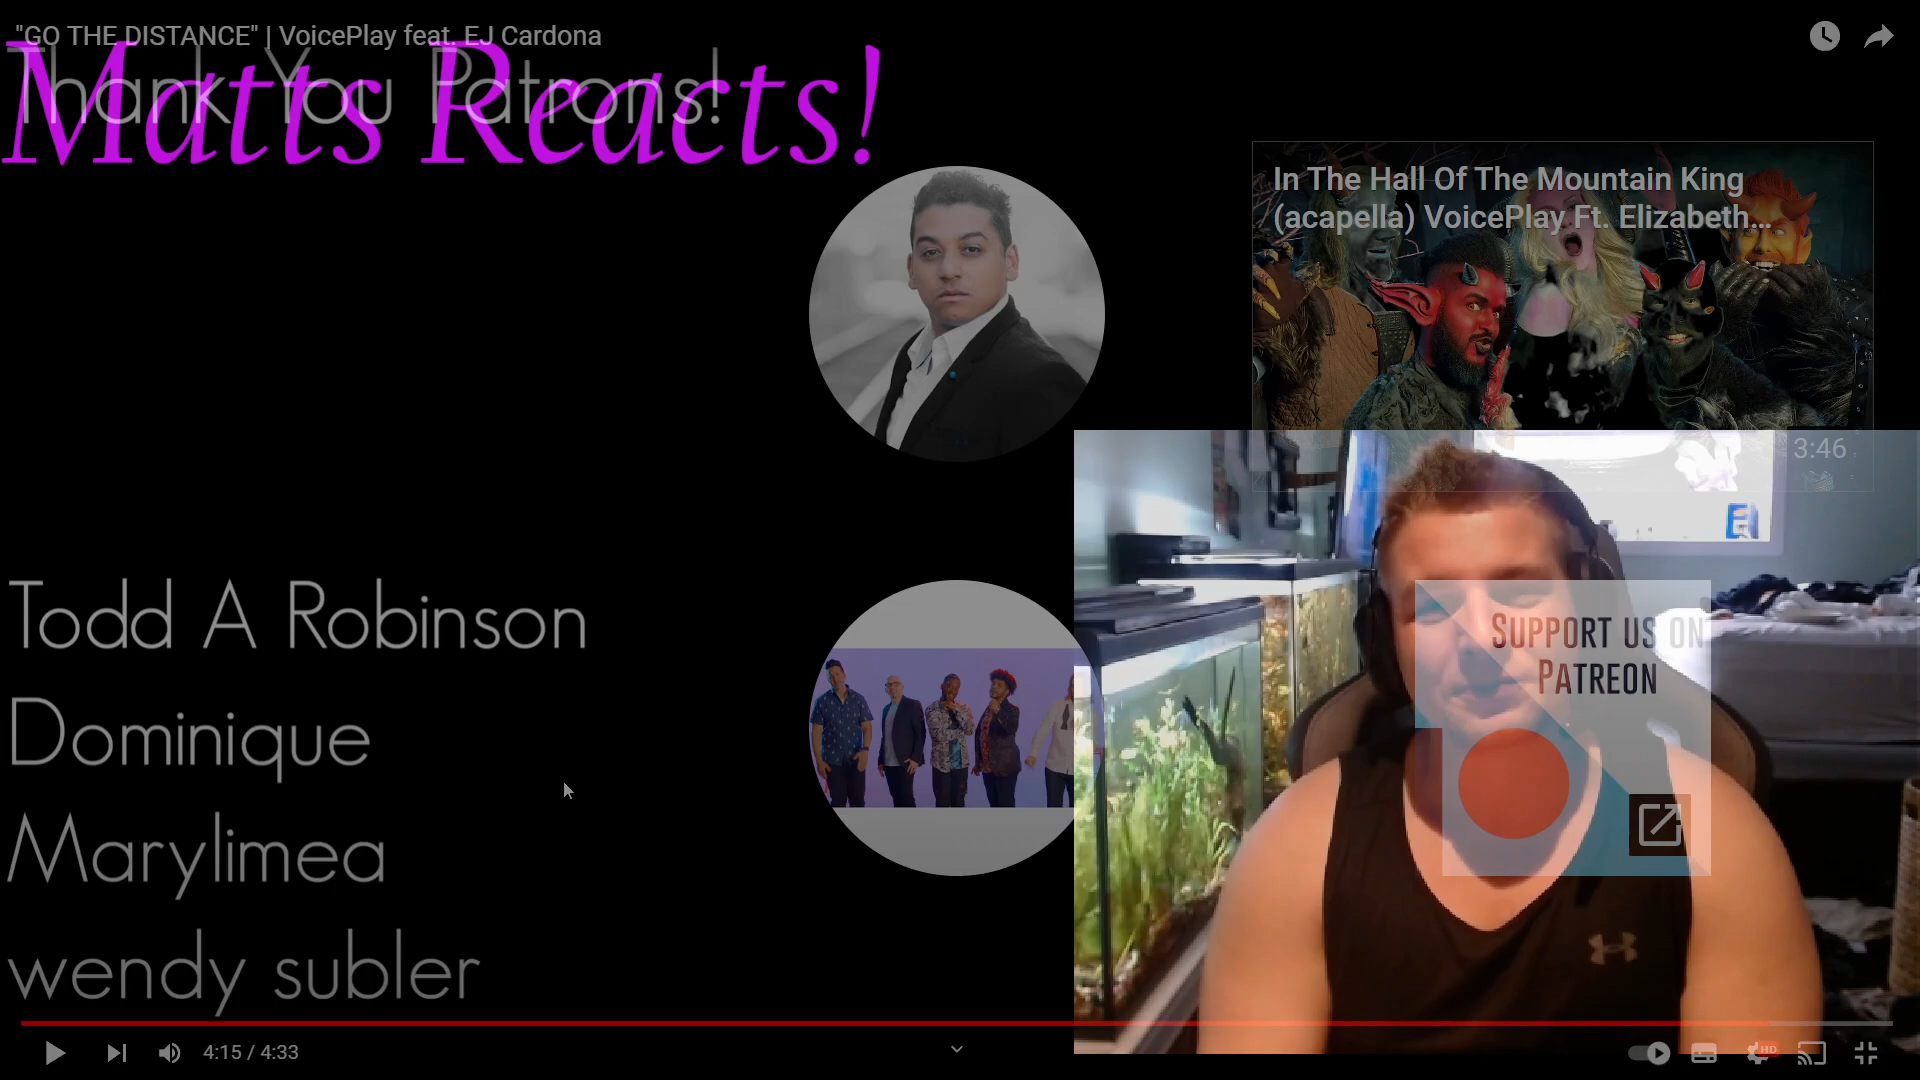 "GO THE DISTANCE" | VoicePlay feat. EJ Cardona
Thank You Patrons!
Matts Reacts!
In The Hall Of The Mountain King
(acapella) VoicePlay Ft. Elizabeth...
3:46
Todd A Robinson
Dominique
Marylimea
wendy subler
SUPPORT US ON
PATREON
4:15 / 4:33
HD